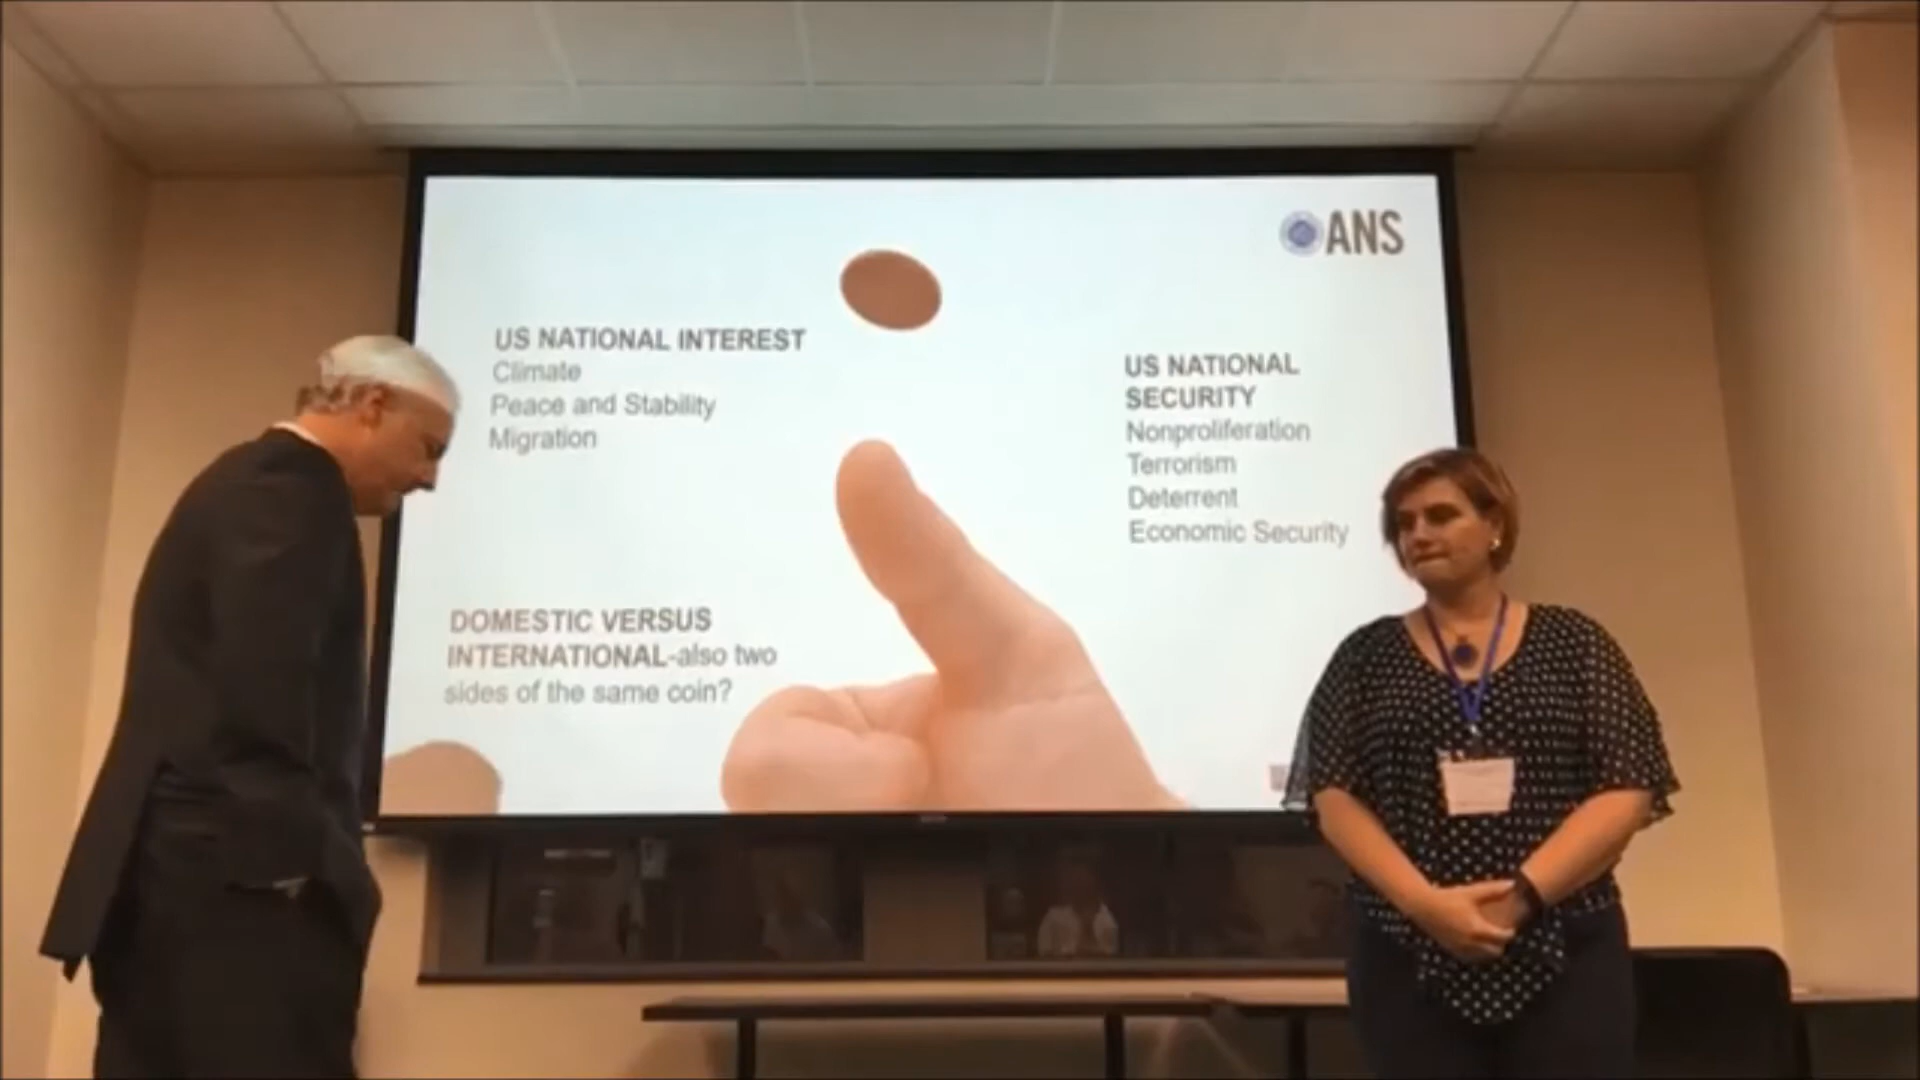 ANS
US NATIONAL INTEREST
Climate
Peace and Stability
Migration
US NATIONAL
SECURITY
Nonproliferation
Terrorism
Deterrent
Economic Security
DOMESTIC VERSUS
INTERNATIONAL-also two
sides of the same coin?